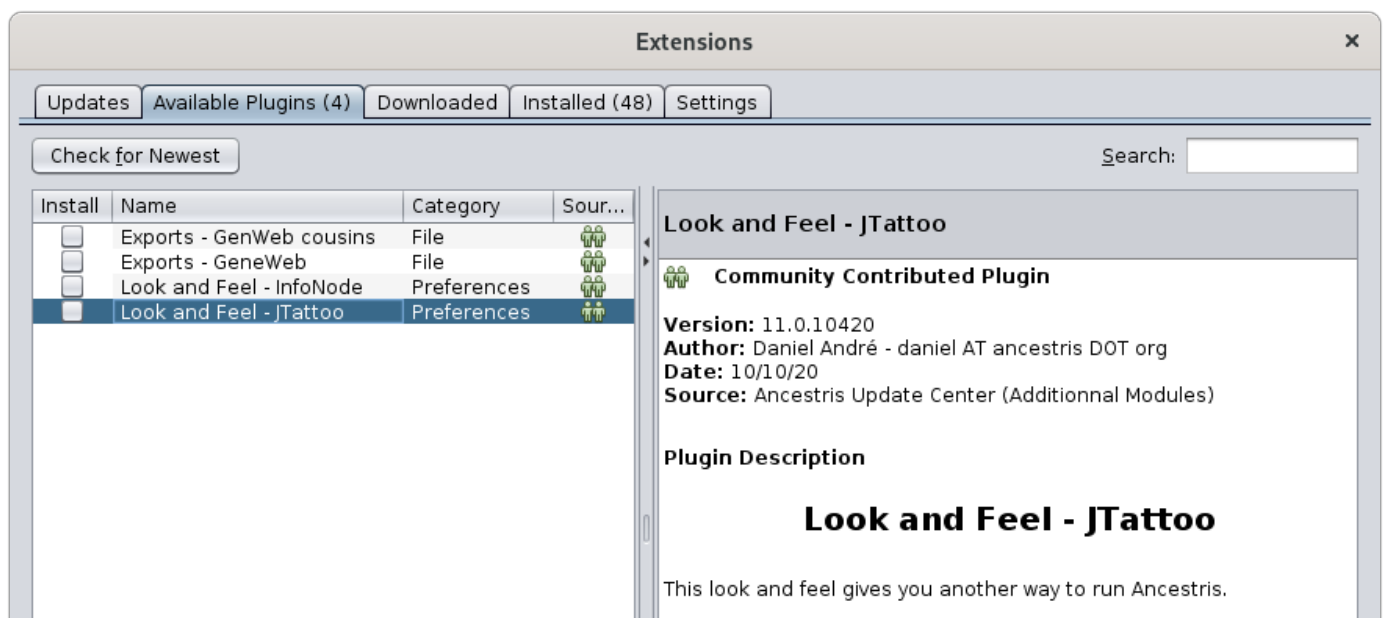 Extensions ×
Updates Available Plugins (4) Downloaded Installed (48) Settings
Check for Newest Search:
Install Name Category Sour...
Exports - GenWeb cousins File
Exports - GeneWeb File
Look and Feel - InfoNode Preferences
Look and Feel - JTattoo Preferences
Look and Feel - JTattoo
Community Contributed Plugin
Version: 11.0.10420
Author: Daniel André - daniel AT ancestris DOT org
Date: 10/10/20
Source: Ancestris Update Center (Additionnal Modules)
Plugin Description
Look and Feel - JTattoo
This look and feel gives you another way to run Ancestris.